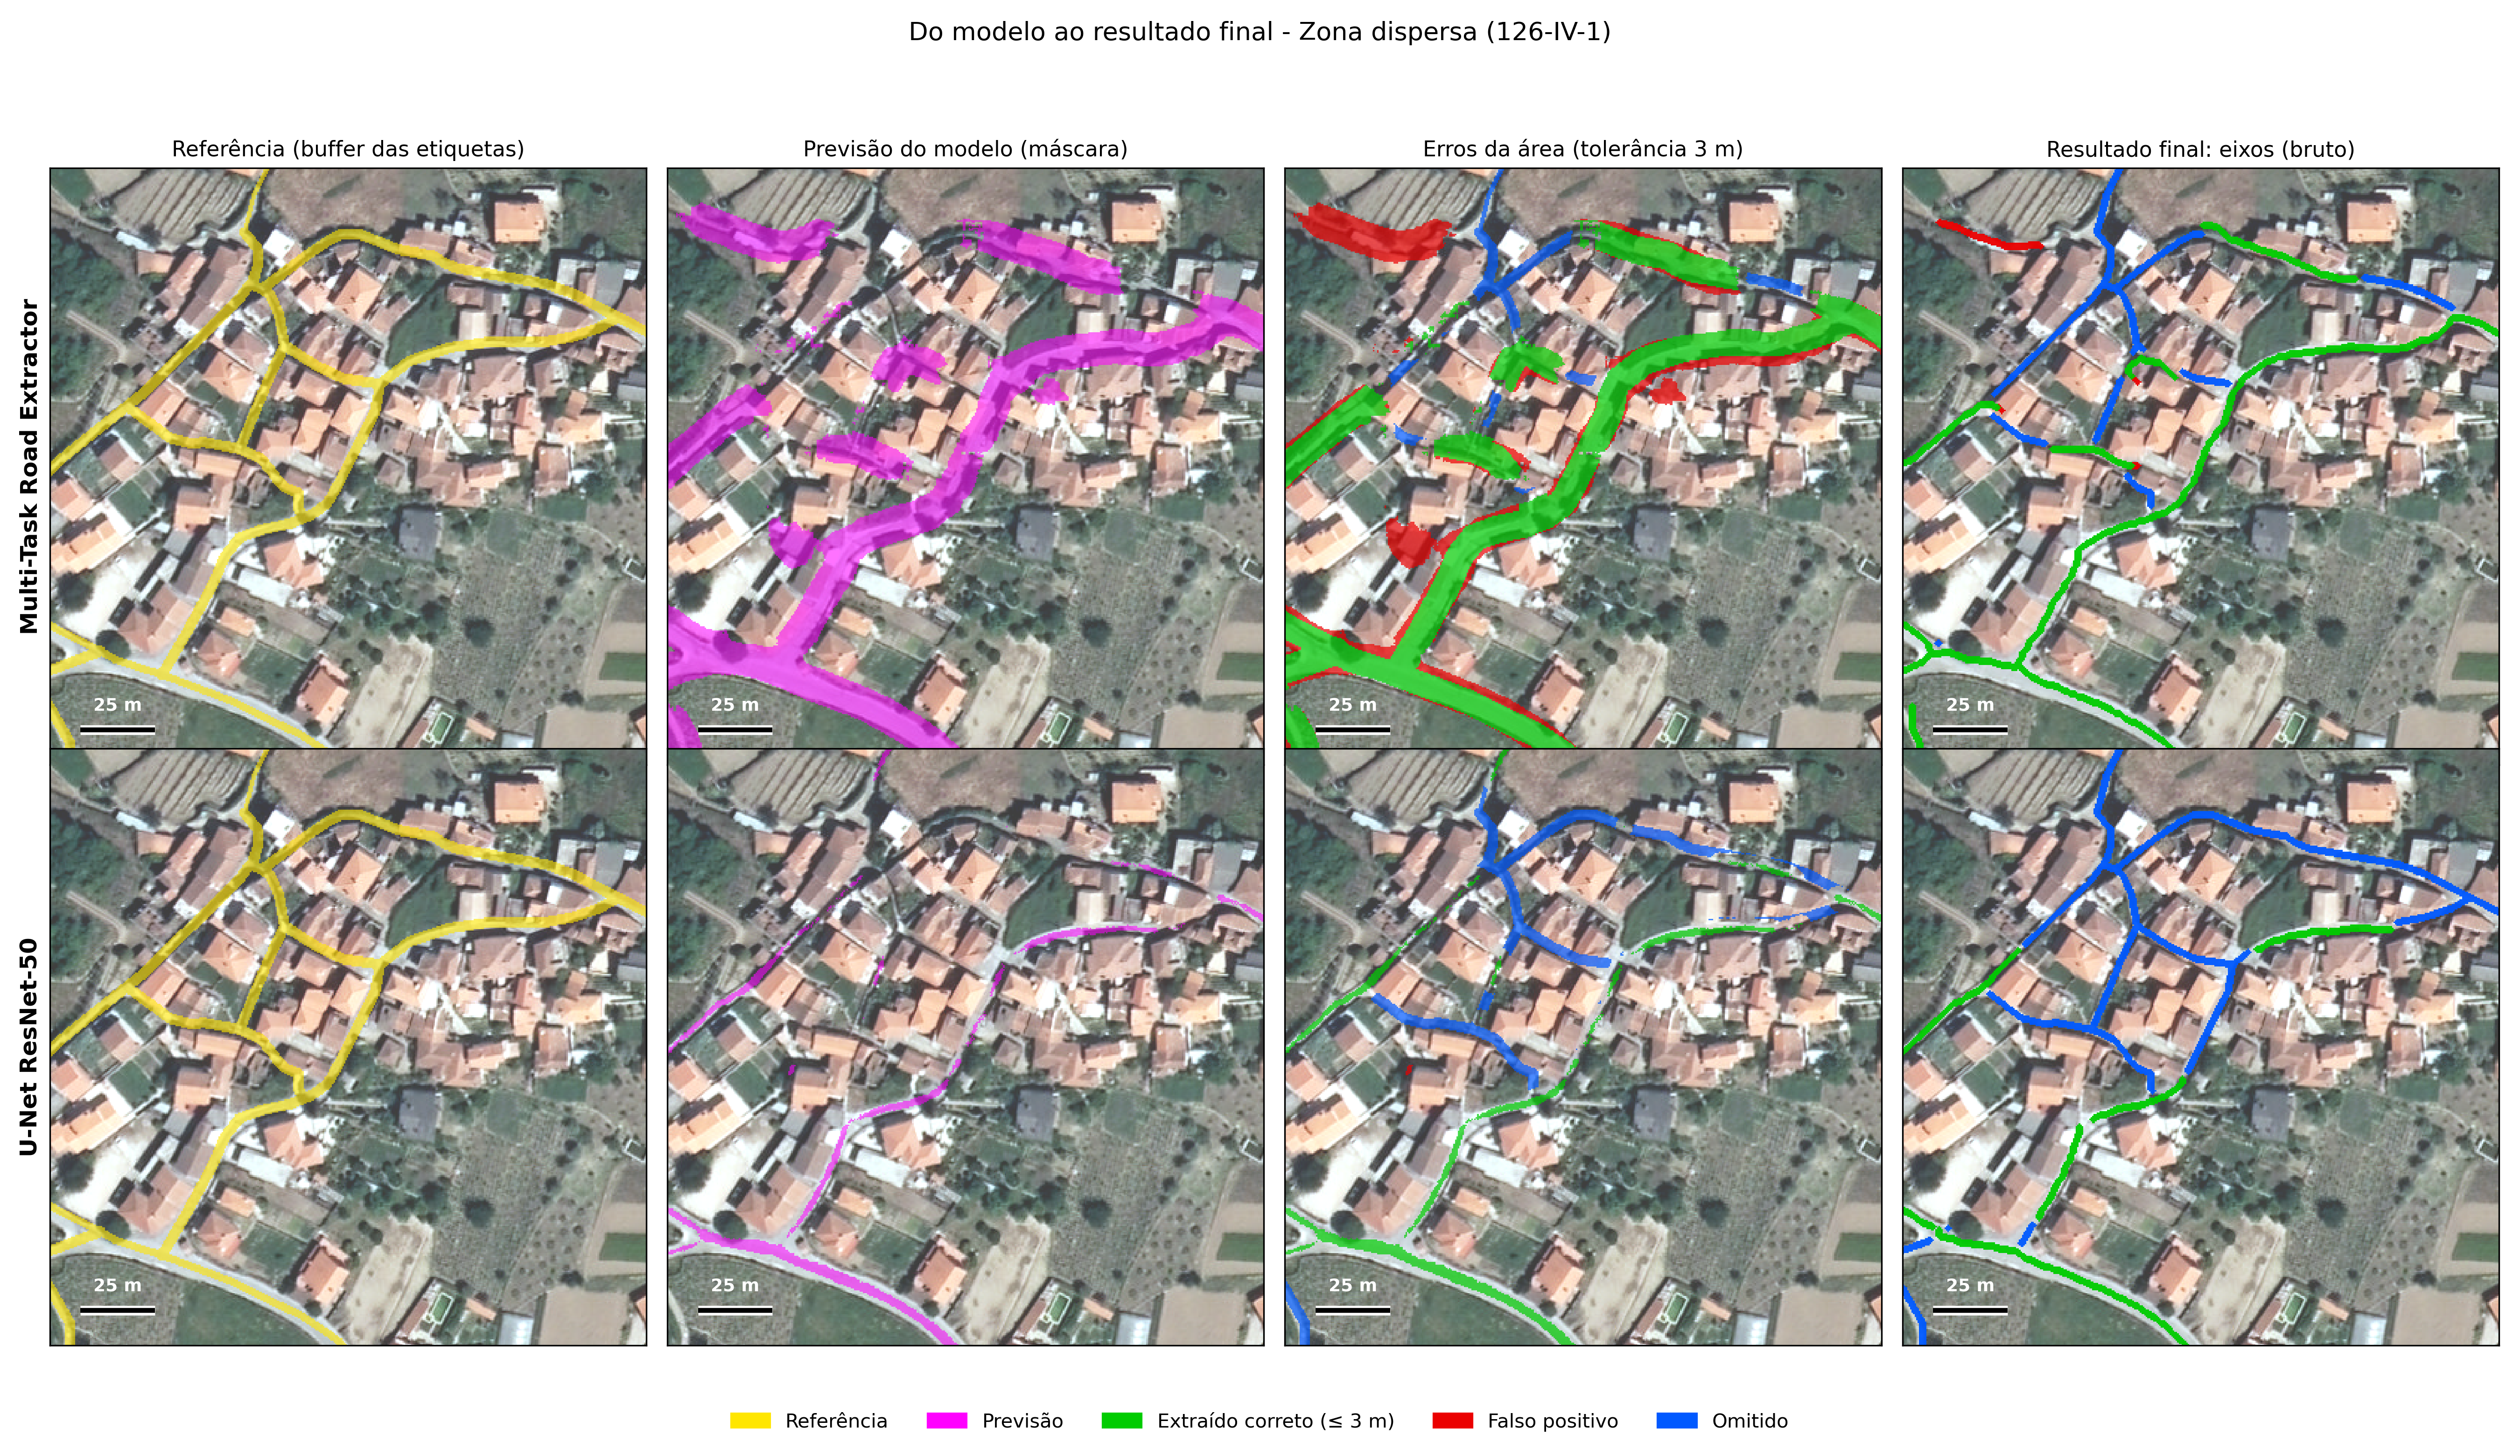 Do modelo ao resultado final - Zona dispersa (126-IV-1)
Referência (buffer das etiquetas)
Previsão do modelo (máscara)
Erros da área (tolerância 3 m)
Resultado final: eixos (bruto)
Multi-Task Road Extractor
25 m
25 m
25 m
25 m
U-Net ResNet-50
25 m
25 m
25 m
25 m
Referência
Previsão
Extraído correto (≤ 3 m)
Falso positivo
Omitido